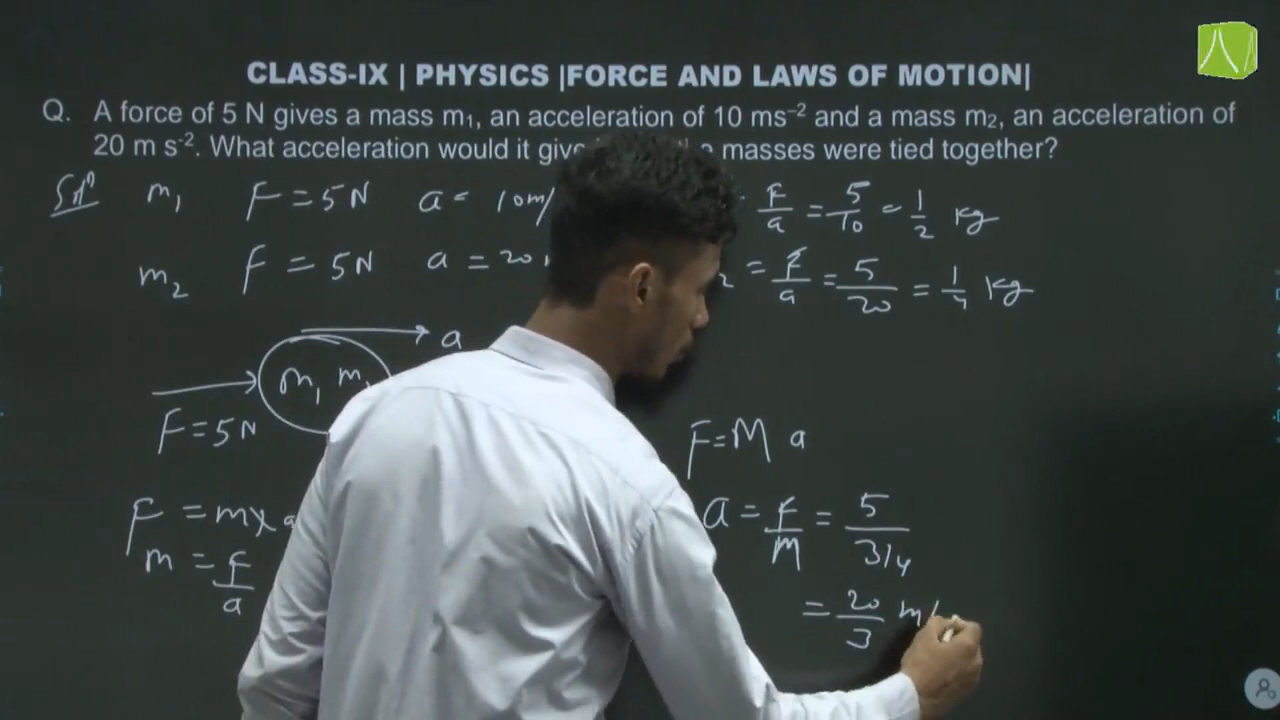 CLASS-IX | PHYSICS |FORCE AND LAWS OF MOTION|
Q. A force of 5 N gives a mass m₁, an acceleration of 10 ms⁻² and a mass m₂, an acceleration of
20 m s⁻². What acceleration would it give masses were tied together?
Solⁿ m₁ F = 5N a = 10m/ F/a = 5/10 = 1/2 kg
m₂ F = 5N a = 20 = F/a = 5/20 = 1/4 kg
a
m₁ m
F = 5N
F = M a
F = m x a
a = F/M = 5/3/4
m = F/a
= 20/3 m/